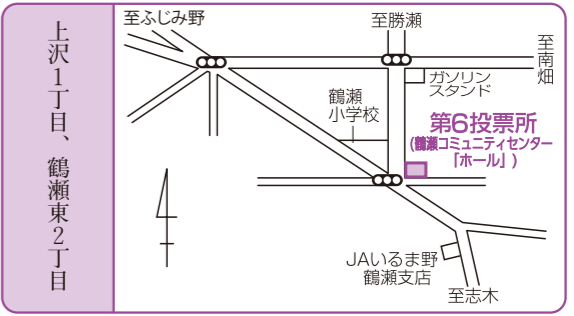 上沢1丁目、鶴瀬東2丁目
至ふじみ野
至勝瀬
至南畑
ガソリン
スタンド
鶴瀬
小学校
第6投票所
(鶴瀬コミュニティセンター
「ホール」)
JAいるま野
鶴瀬支店
至志木